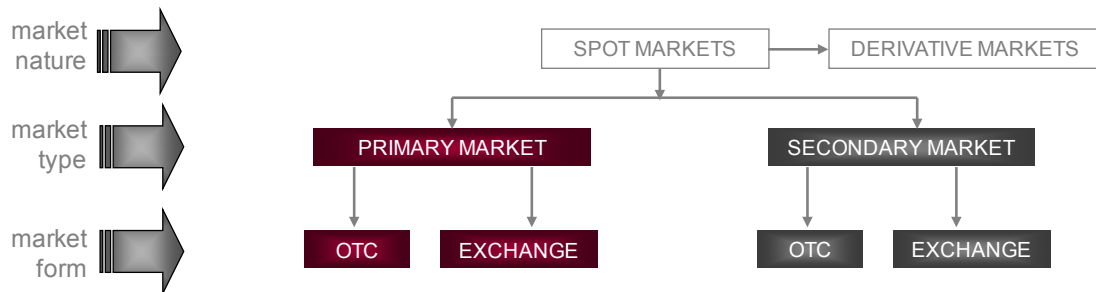 market
nature
SPOT MARKETS
DERIVATIVE MARKETS
market
type
PRIMARY MARKET
SECONDARY MARKET
market
form
OTC
EXCHANGE
OTC
EXCHANGE